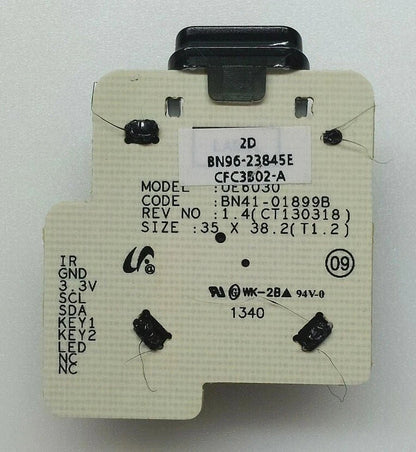 2D
BN96-23845E
CFC3B02-A
MODEL :UE6030
CODE :BN41-01899B
REV NO :1.4(CT130318)
SIZE :35 X 38.2(T1.2)
09
IR
GND
3.3V
SCL
SDA
KEY1
KEY2
LED
NC
NC
WK-2B 94V-0
1340